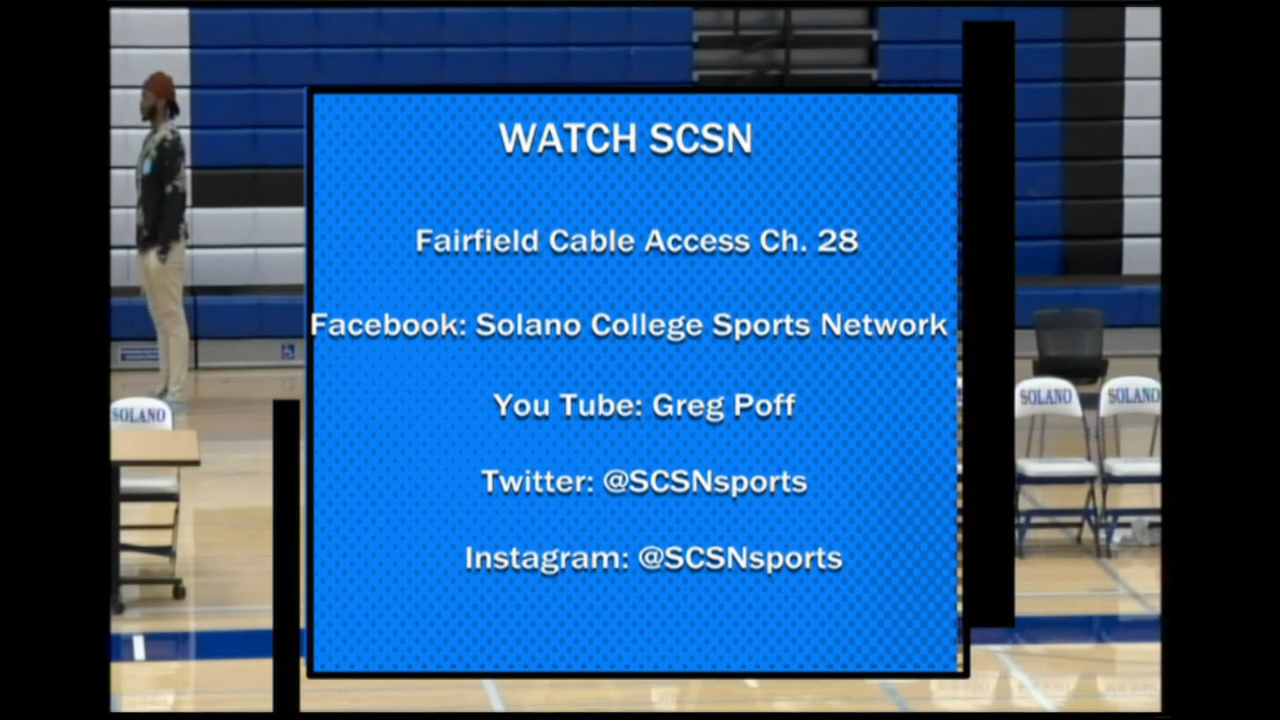 WATCH SCSN
Fairfield Cable Access Ch. 28
Facebook: Solano College Sports Network
You Tube: Greg Poff
Twitter: @SCSNsports
Instagram: @SCSNsports
SOLANO
SOLANO
SOLANO